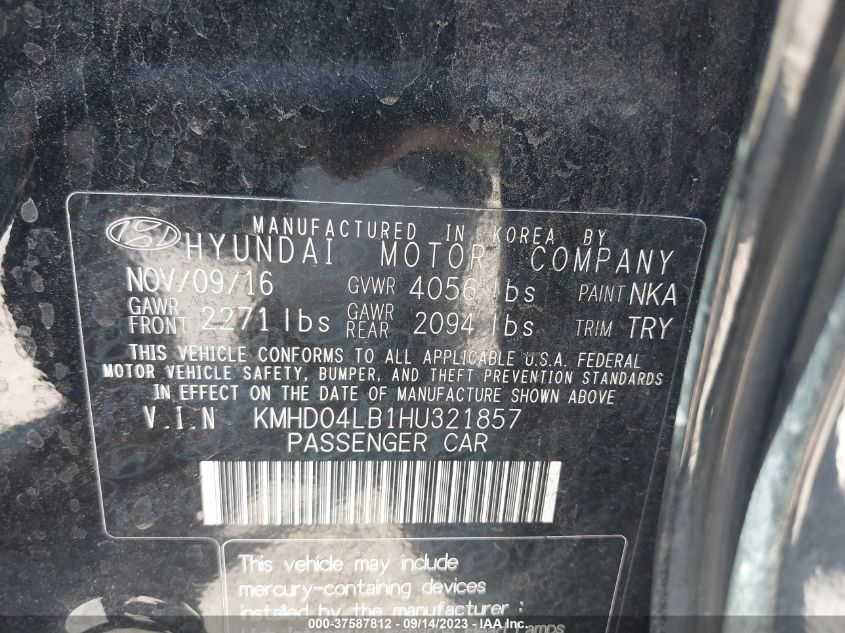 MANUFACTURED IN KOREA BY
HYUNDAI MOTOR COMPANY
NOV/09/16 GVWR 4056 lbs PAINT NKA
GAWR FRONT 2271 lbs GAWR REAR 2094 lbs TRIM TRY
THIS VEHICLE CONFORMS TO ALL APPLICABLE U.S.A. FEDERAL
MOTOR VEHICLE SAFETY, BUMPER, AND THEFT PREVENTION STANDARDS
IN EFFECT ON THE DATE OF MANUFACTURE SHOWN ABOVE
V.I.N KMHD04LB1HU321857
PASSENGER CAR
This vehicle may include
mercury-containing devices
installed by the manufacturer :
Lamps
000-37587812 - 09/14/2023 - IAA Inc.